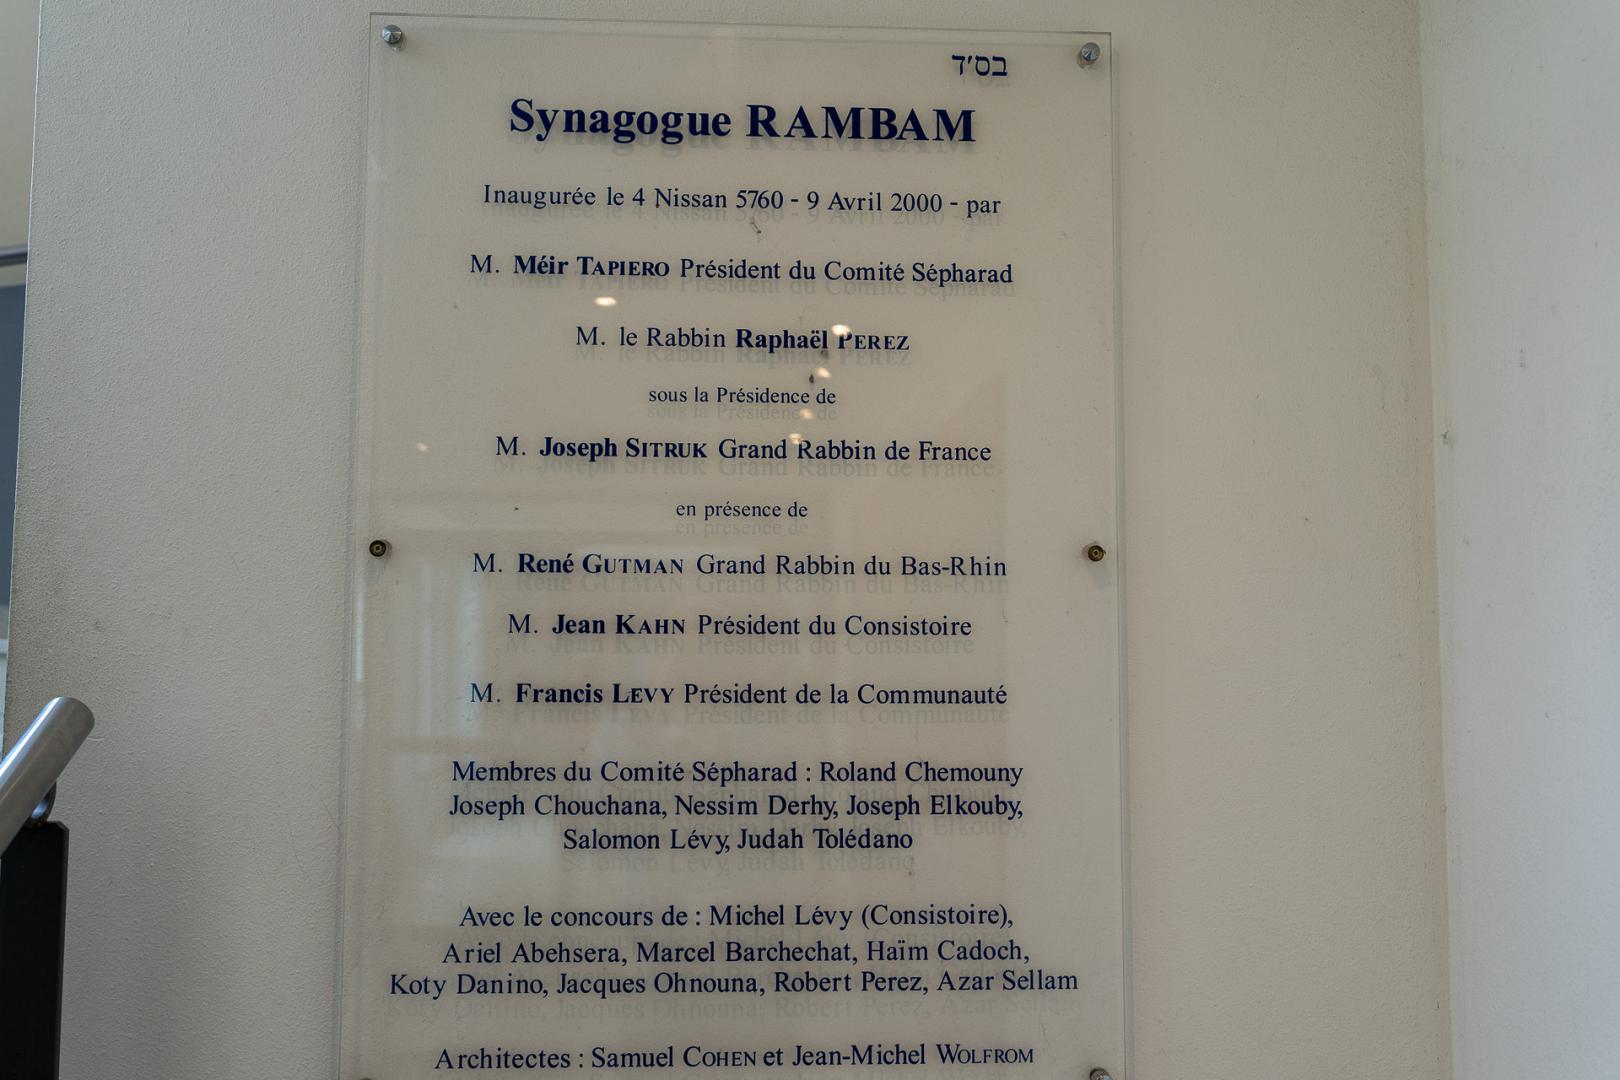 בס'ד
Synagogue RAMBAM
Inaugurée le 4 Nissan 5760 - 9 Avril 2000 - par
M. Méir TAPIERO Président du Comité Sépharad
M. le Rabbin Raphaël PEREZ
sous la Présidence de
M. Joseph SITRUK Grand Rabbin de France
en présence de
M. René GUTMAN Grand Rabbin du Bas-Rhin
M. Jean KAHN Président du Consistoire
M. Francis LEVY Président de la Communauté
Membres du Comité Sépharad : Roland Chemouny
Joseph Chouchana, Nessim Derhy, Joseph Elkouby,
Salomon Lévy, Judah Tolédano
Avec le concours de : Michel Lévy (Consistoire),
Ariel Abehsera, Marcel Barchechat, Haïm Cadoch,
Koty Danino, Jacques Ohnouna, Robert Perez, Azar Sellam
Architectes : Samuel COHEN et Jean-Michel WOLFROM